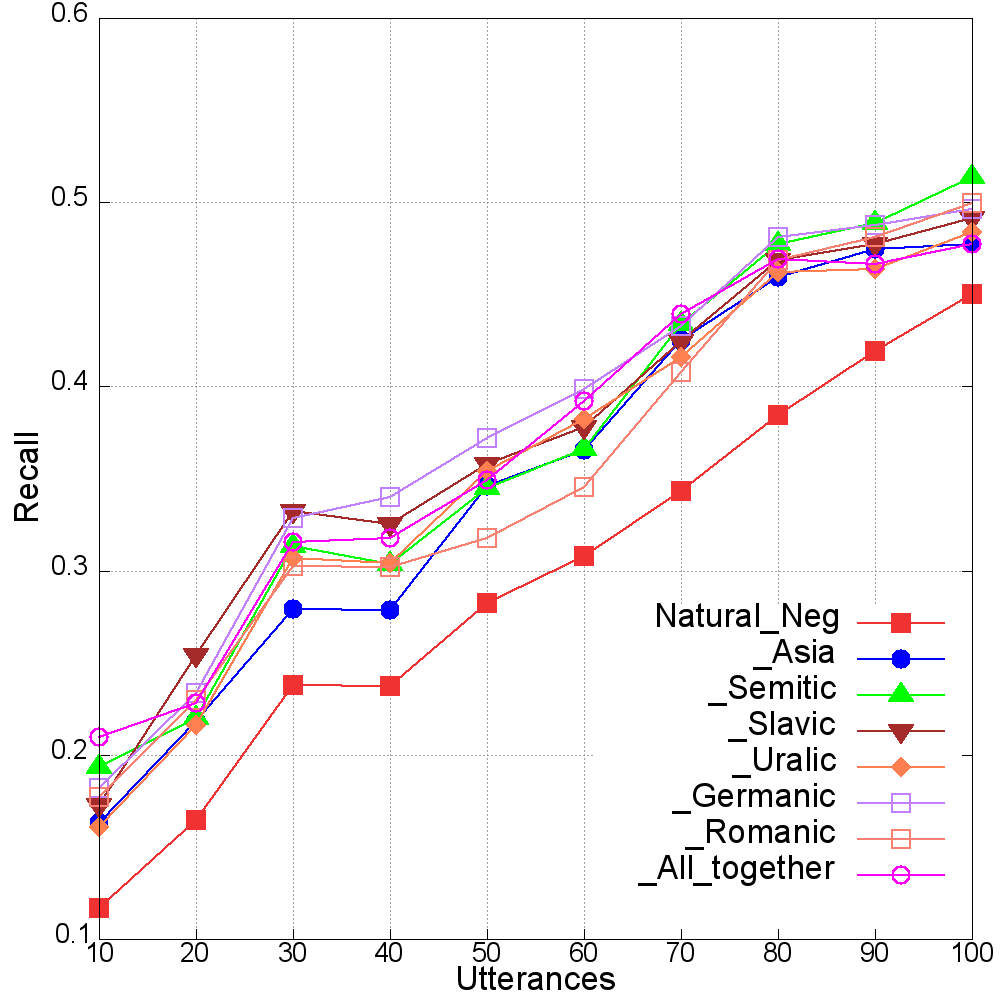 0.6
0.5
0.4
0.3
0.2
0.1
Recall
Natural_Neg
_Asia
_Semitic
_Slavic
_Uralic
_Germanic
_Romanic
_All_together
10 20 30 40 50 60 70 80 90 100
Utterances